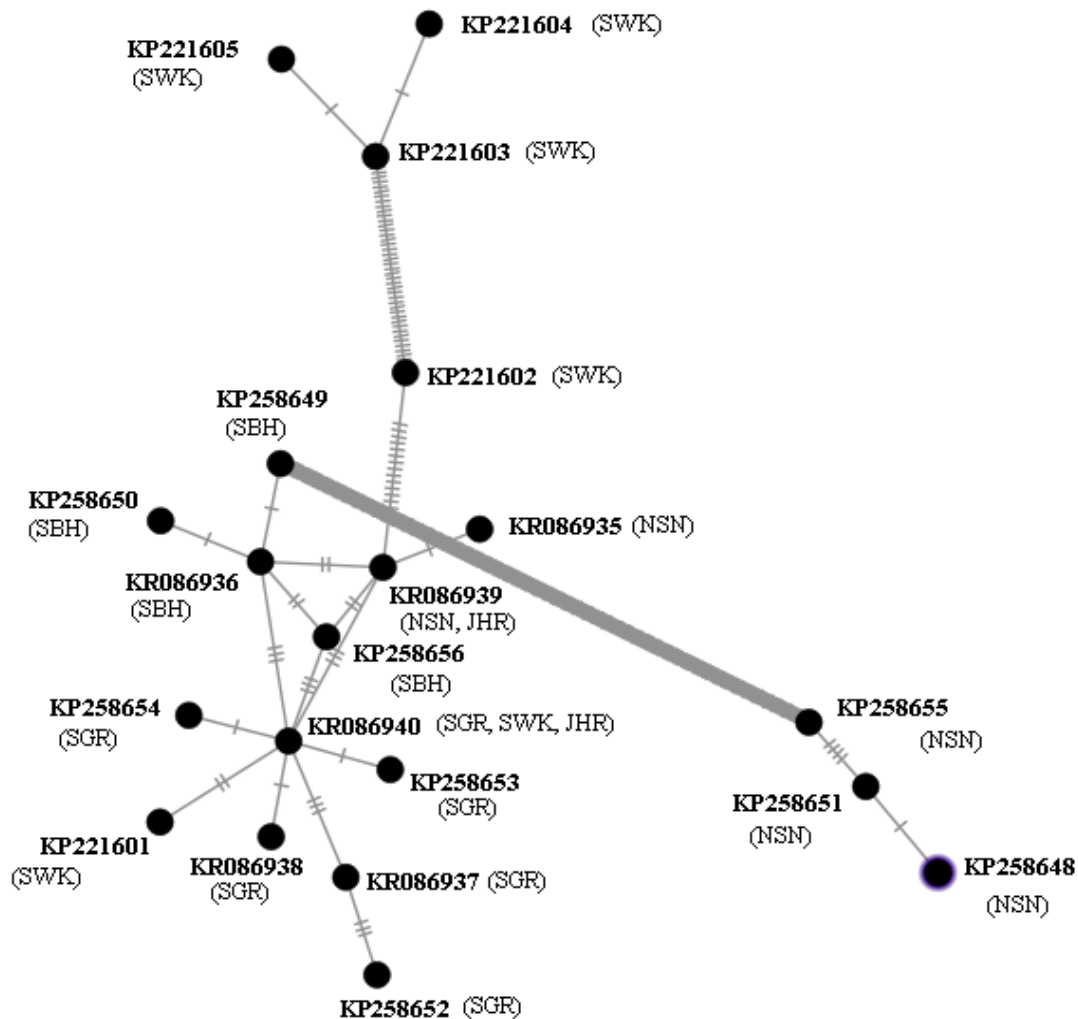 KP221604 (SWK)
KP221605
(SWK)
KP221603 (SWK)
KP221602 (SWK)
KP258649
(SBH)
KP258650
(SBH)
KR086935 (NSN)
KR086936
(SBH)
KR086939
(NSN, JHR)
KP258656
(SBH)
KP258654
(SGR)
KR086940 (SGR, SWK, JHR)
KP258655
(NSN)
KP258653
(SGR)
KP258651
(NSN)
KP221601
(SWK)
KR086938
(SGR)
KR086937 (SGR)
KP258648
(NSN)
KP258652 (SGR)